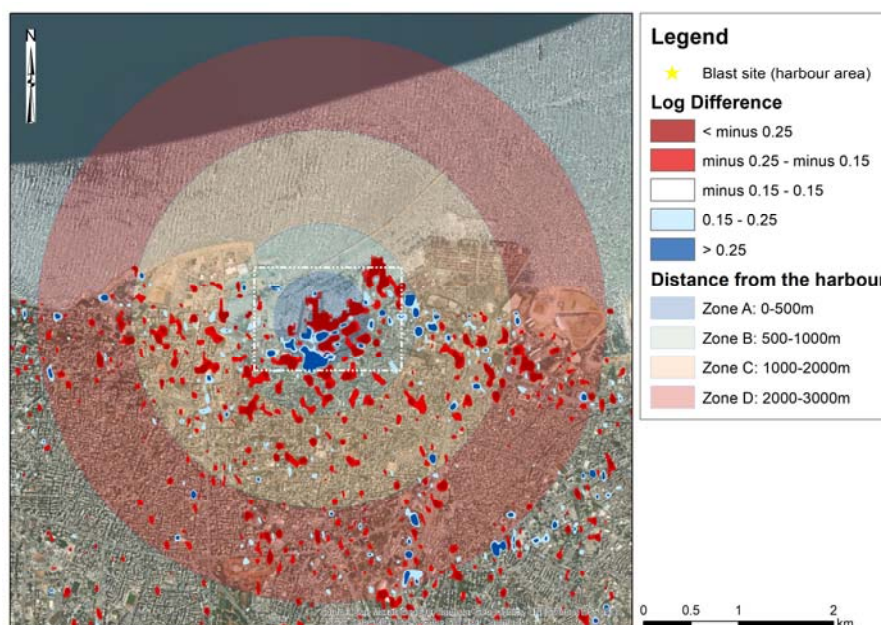 N
Legend
Blast site (harbour area)
Log Difference
< minus 0.25
minus 0.25 - minus 0.15
minus 0.15 - 0.15
0.15 - 0.25
> 0.25
Distance from the harbour
Zone A: 0-500m
Zone B: 500-1000m
Zone C: 1000-2000m
Zone D: 2000-3000m
0 0.5 1 2
km